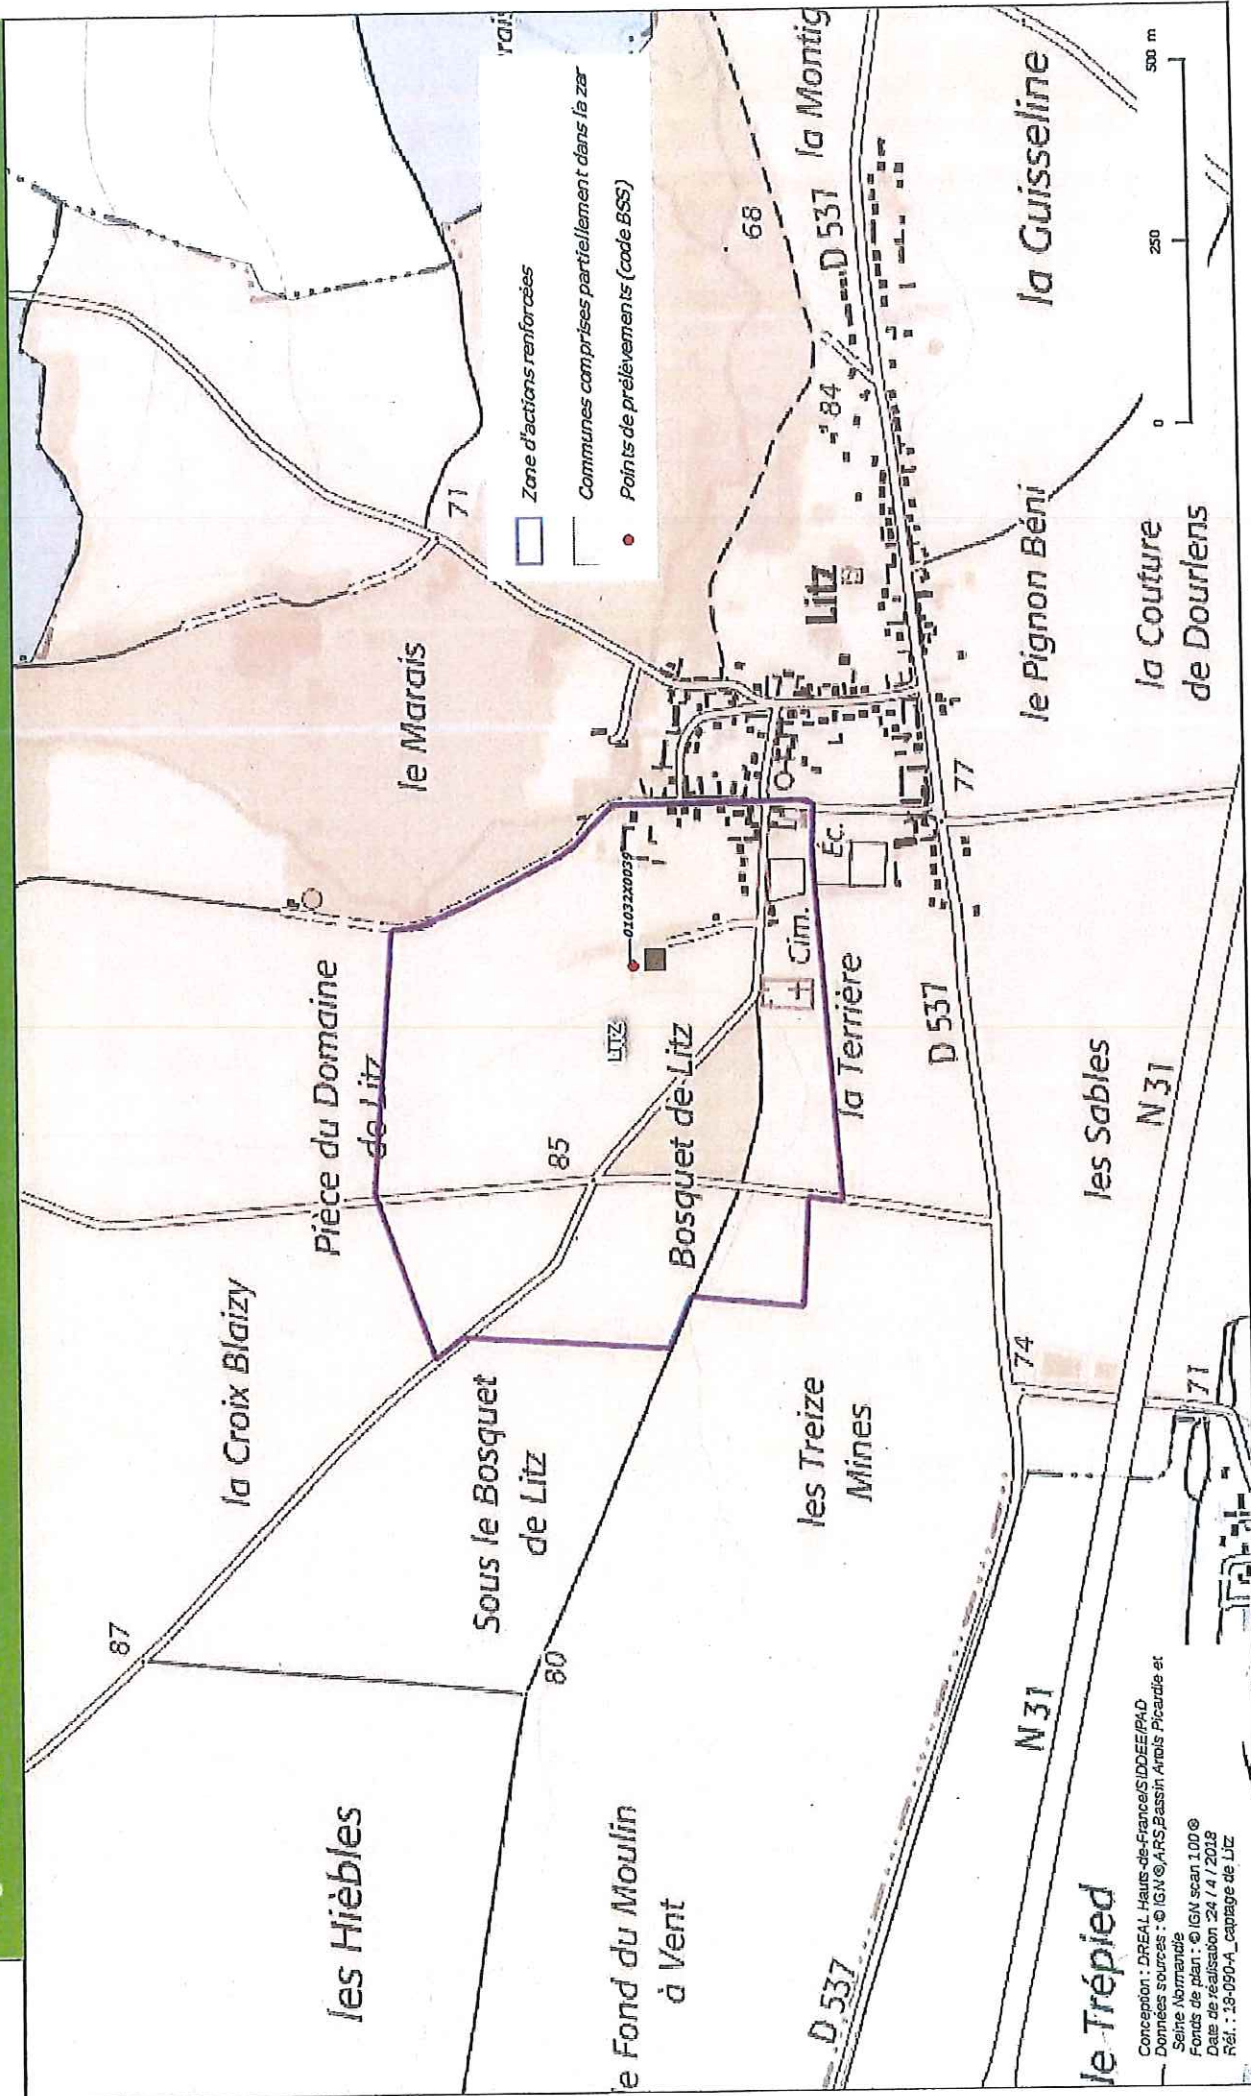 les Hièbles
87
la Croix Blaizy
Pièce du Domaine
de Litz
le Marais
71
Zone d'actions renforcées
Communes comprises partiellement dans la zar
Points de prélèvements (code BSS)
Sous le Bosquet
de Litz
80
85
LITZ
01032X0039
Bosquet de Litz
e Fond du Moulin
à Vent
les Treize
Mines
la Terrière
Cim.
Éc.
Litz
84
68
D 537
la Montig
la Guisseline
D 537
77
le Pignon Béni
la Couture
de Dourlens
D 537
74
les Sables
N 31
71
N 31
le Trépied
0
250
500 m
Conception : DREAL Hauts-de-France/SIDDEE/PAD
Données sources : © IGN ©,ARS,Bassin Artois Picardie et
Seine Normandie
Fonds de plan : © IGN scan 100 ®
Date de réalisation :24 / 4 / 2018
Réf. : 18-090-A_captage de Litz